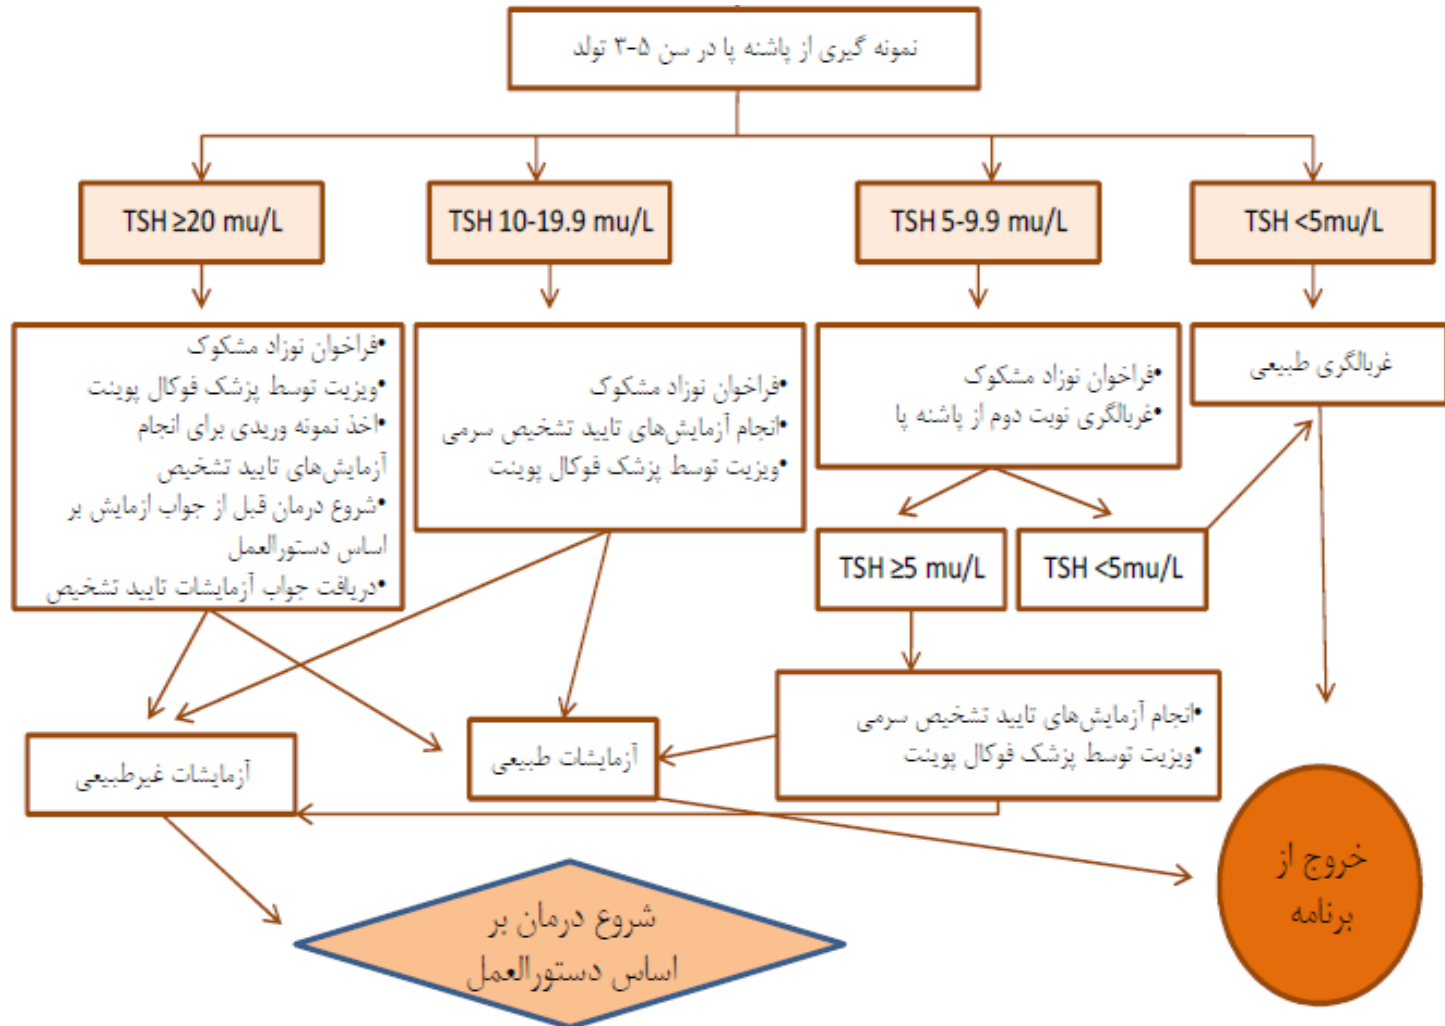 نمونه گیری از پاشنه پا در سن ۵-۳ تولد
TSH ≥20 mu/L
TSH 10-19.9 mu/L
TSH 5-9.9 mu/L
TSH <5mu/L
•فراخوان نوزاد مشکوک
•ویزیت توسط پزشک فوکال پوینت
•اخذ نمونه وریدی برای انجام
آزمایش‌های تایید تشخیص
•شروع درمان قبل از جواب ازمایش بر
اساس دستورالعمل
•دریافت جواب آزمایشات تایید تشخیص
•فراخوان نوزاد مشکوک
•انجام آزمایش‌های تایید تشخیص سرمی
•ویزیت توسط پزشک فوکال پوینت
•فراخوان نوزاد مشکوک
•غربالگری نوبت دوم از پاشنه پا
غربالگری طبیعی
TSH ≥5 mu/L
TSH <5mu/L
•انجام آزمایش‌های تایید تشخیص سرمی
•ویزیت توسط پزشک فوکال پوینت
آزمایشات طبیعی
آزمایشات غیرطبیعی
شروع درمان بر
اساس دستورالعمل
خروج از
برنامه